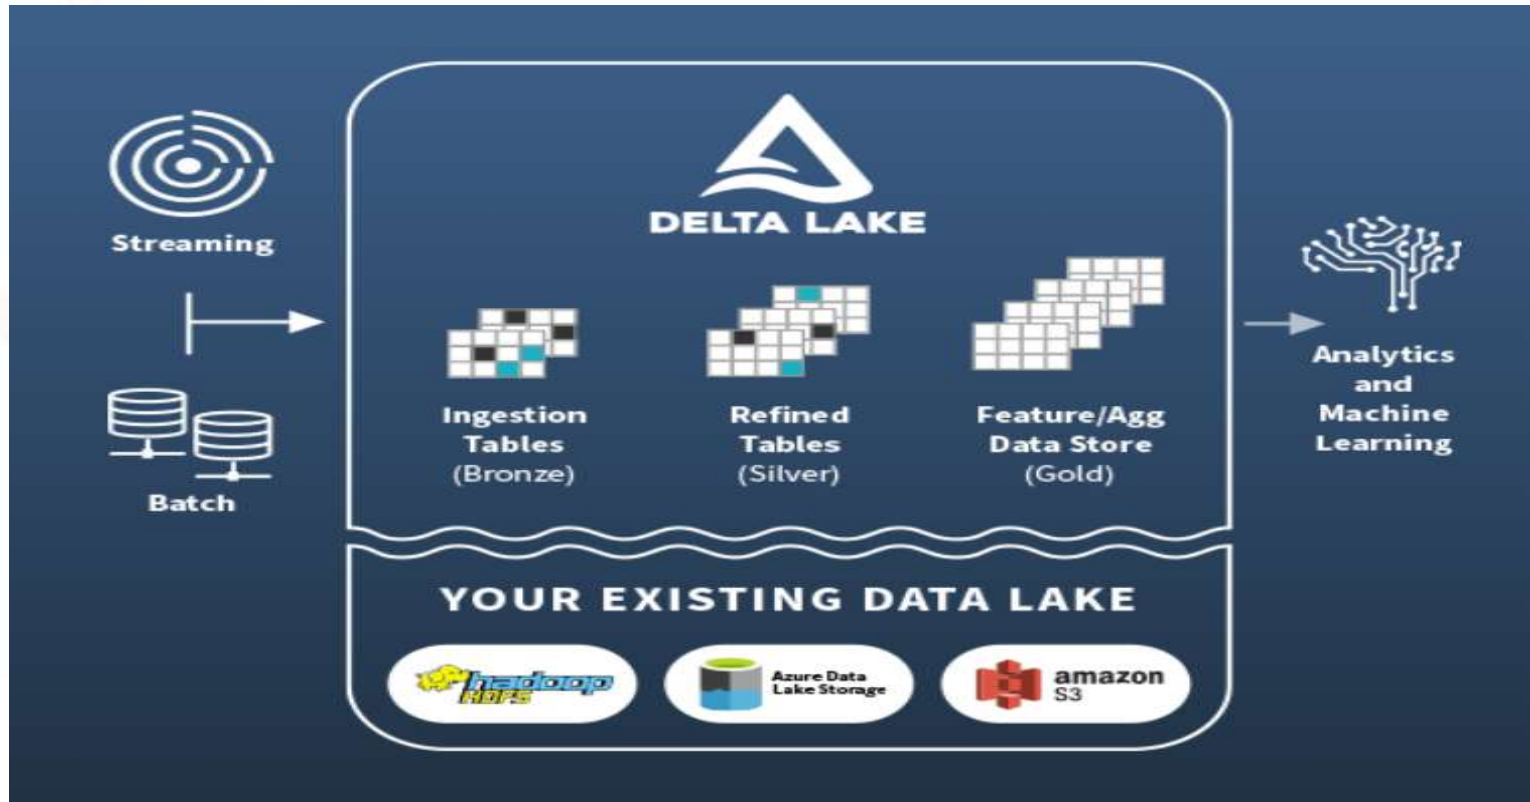 Streaming
Batch
DELTA LAKE
Ingestion
Tables
(Bronze)
Refined
Tables
(Silver)
Feature/Agg
Data Store
(Gold)
Analytics
and
Machine
Learning
YOUR EXISTING DATA LAKE
hadoop
HDFS
Azure Data
Lake Storage
amazon
S3